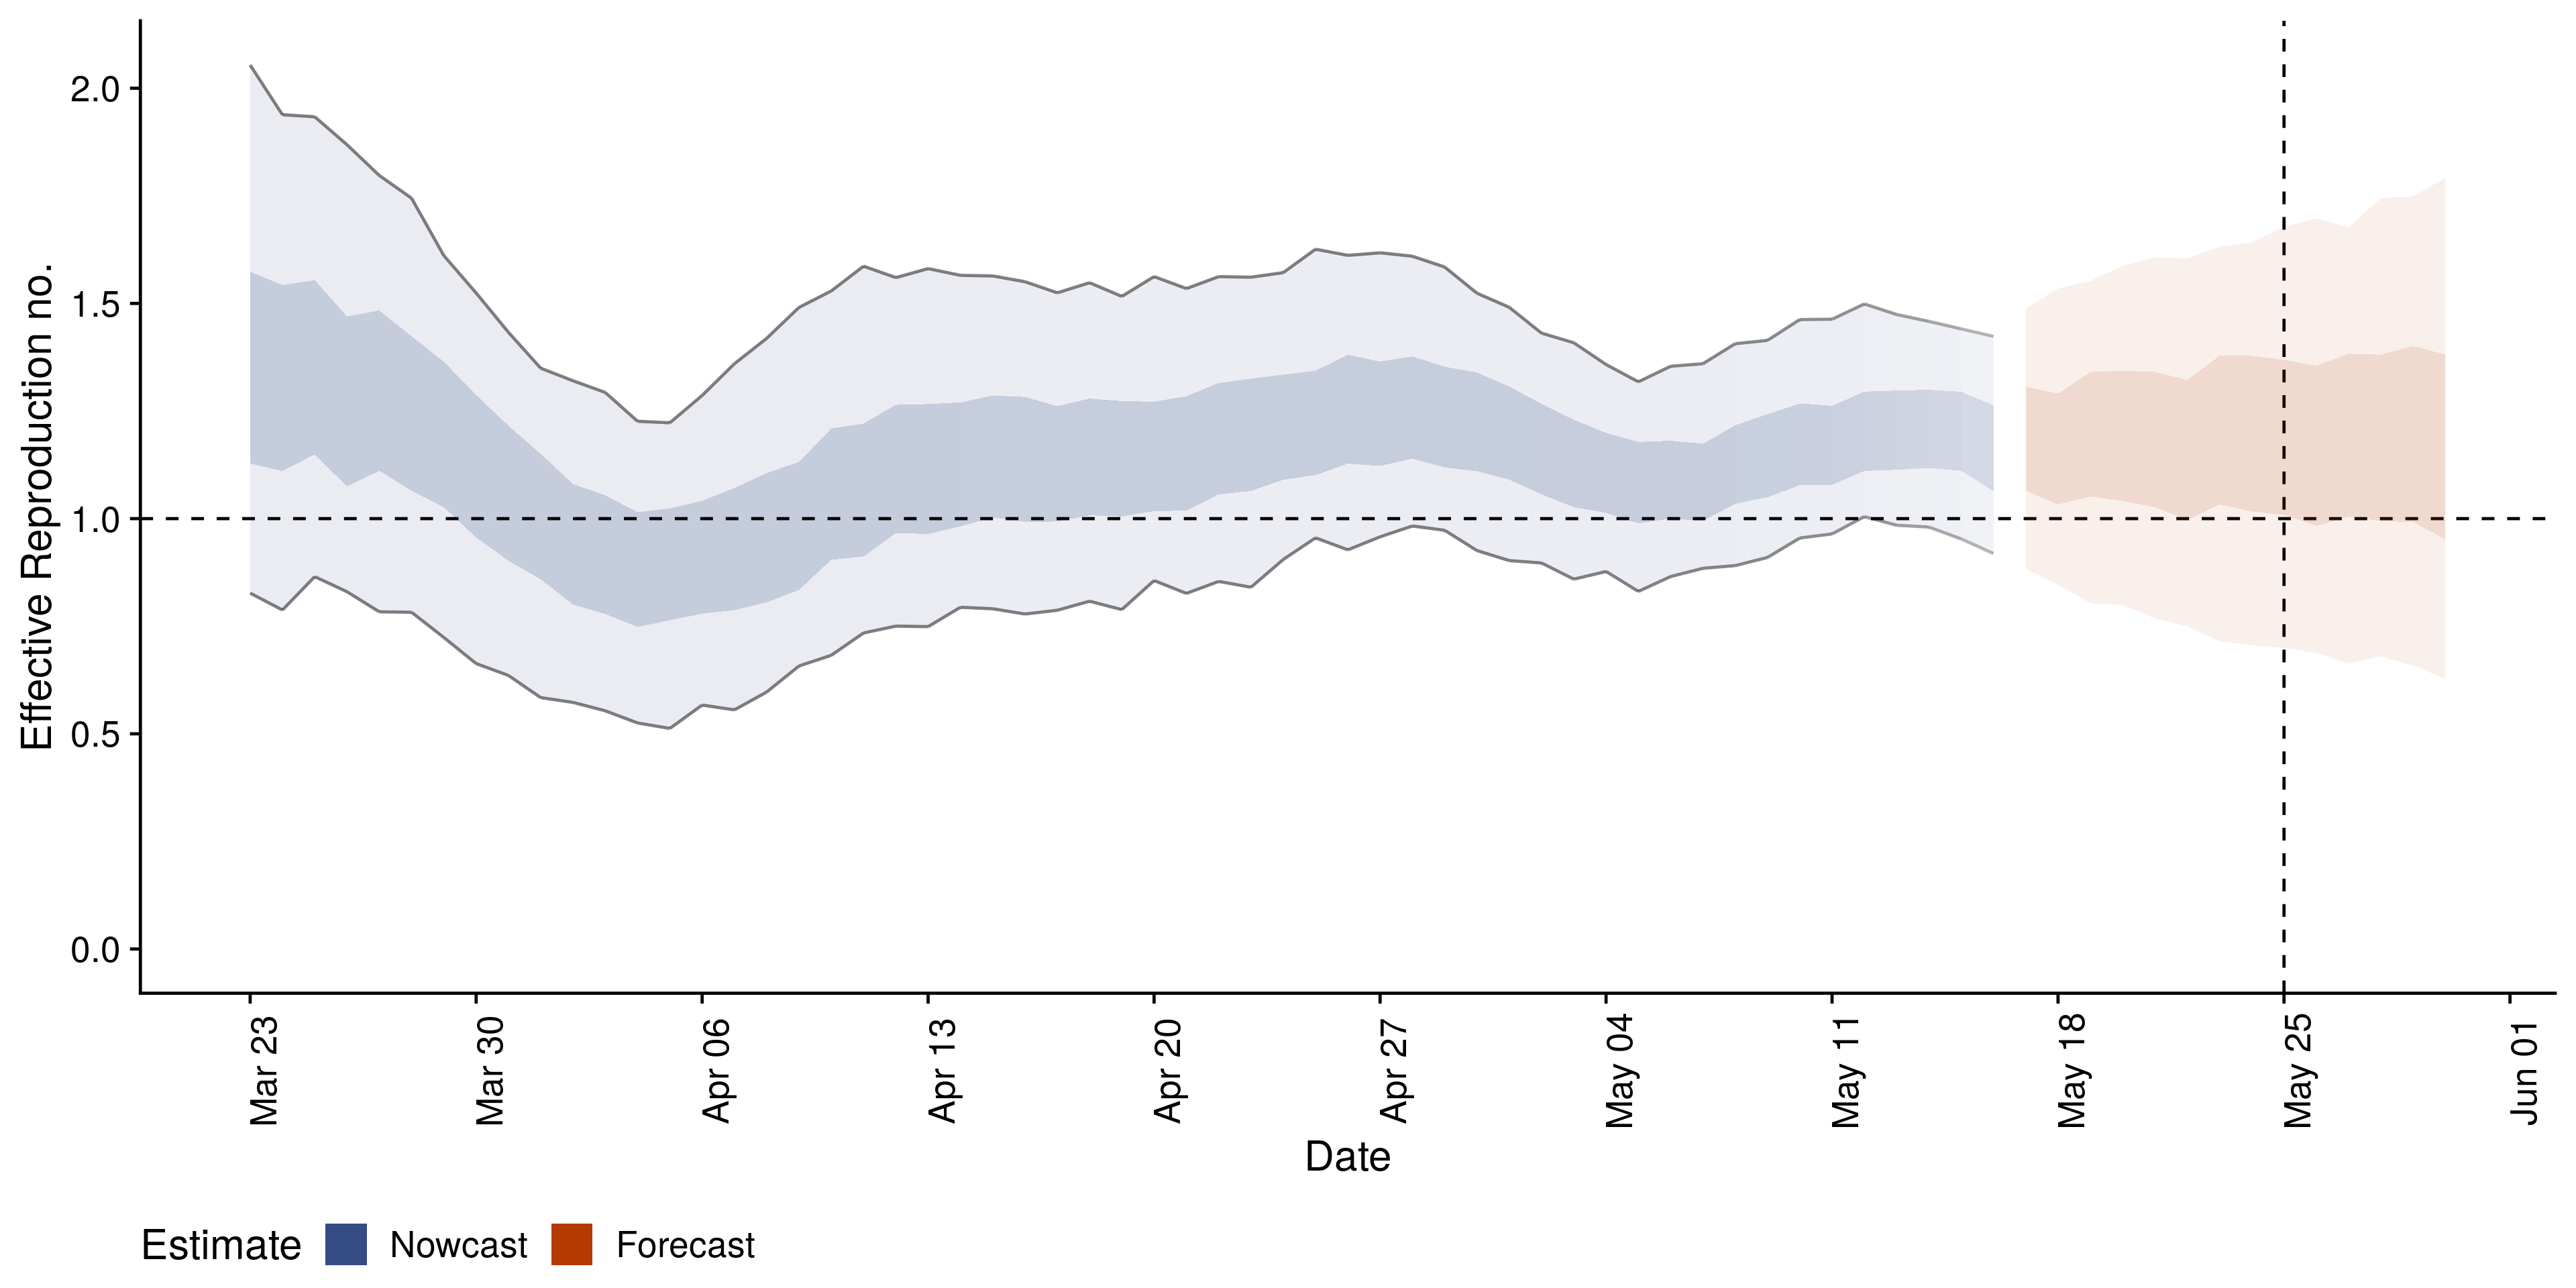 Effective Reproduction no.
2.0
1.5
1.0
0.5
0.0
Mar 23
Mar 30
Apr 06
Apr 13
Apr 20
Apr 27
May 04
May 11
May 18
May 25
Jun 01
Date
Estimate Nowcast Forecast